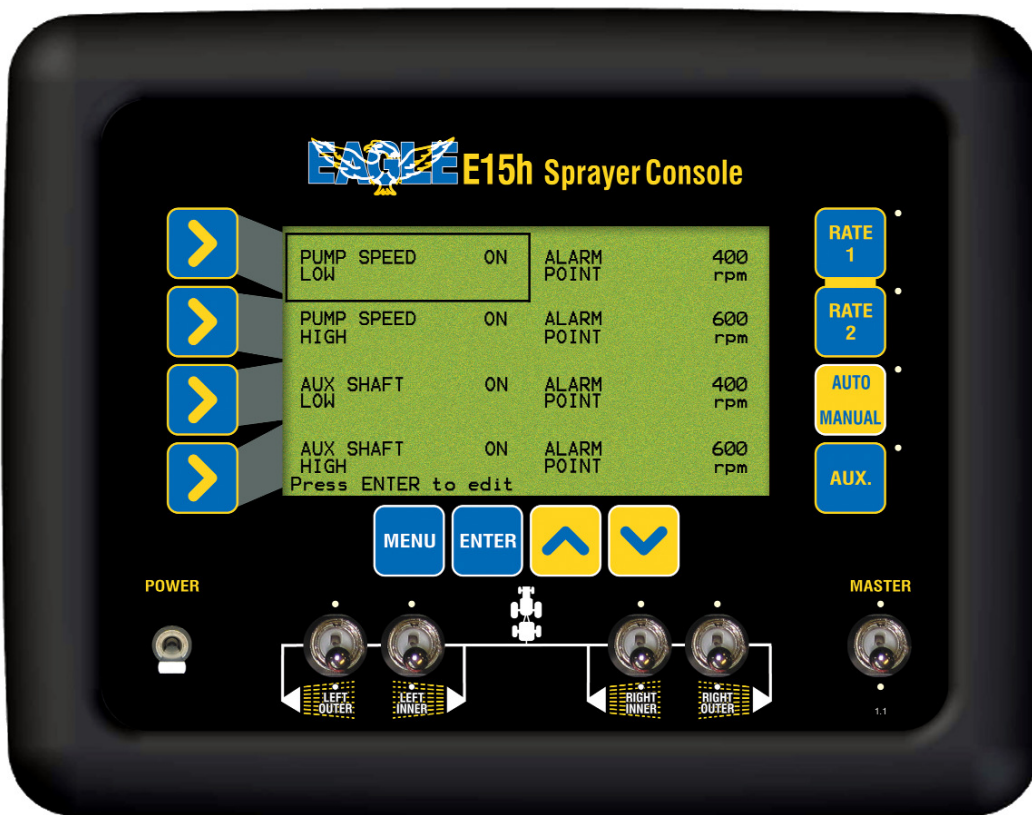 EAGLE E15h Sprayer Console
PUMP SPEED ON ALARM 400
LOW POINT rpm
PUMP SPEED ON ALARM 600
HIGH POINT rpm
AUX SHAFT ON ALARM 400
LOW POINT rpm
AUX SHAFT ON ALARM 600
HIGH POINT rpm
Press ENTER to edit
RATE
1
RATE
2
AUTO
MANUAL
AUX.
MENU ENTER
POWER
MASTER
LEFT
OUTER
LEFT
INNER
RIGHT
INNER
RIGHT
OUTER
1.1